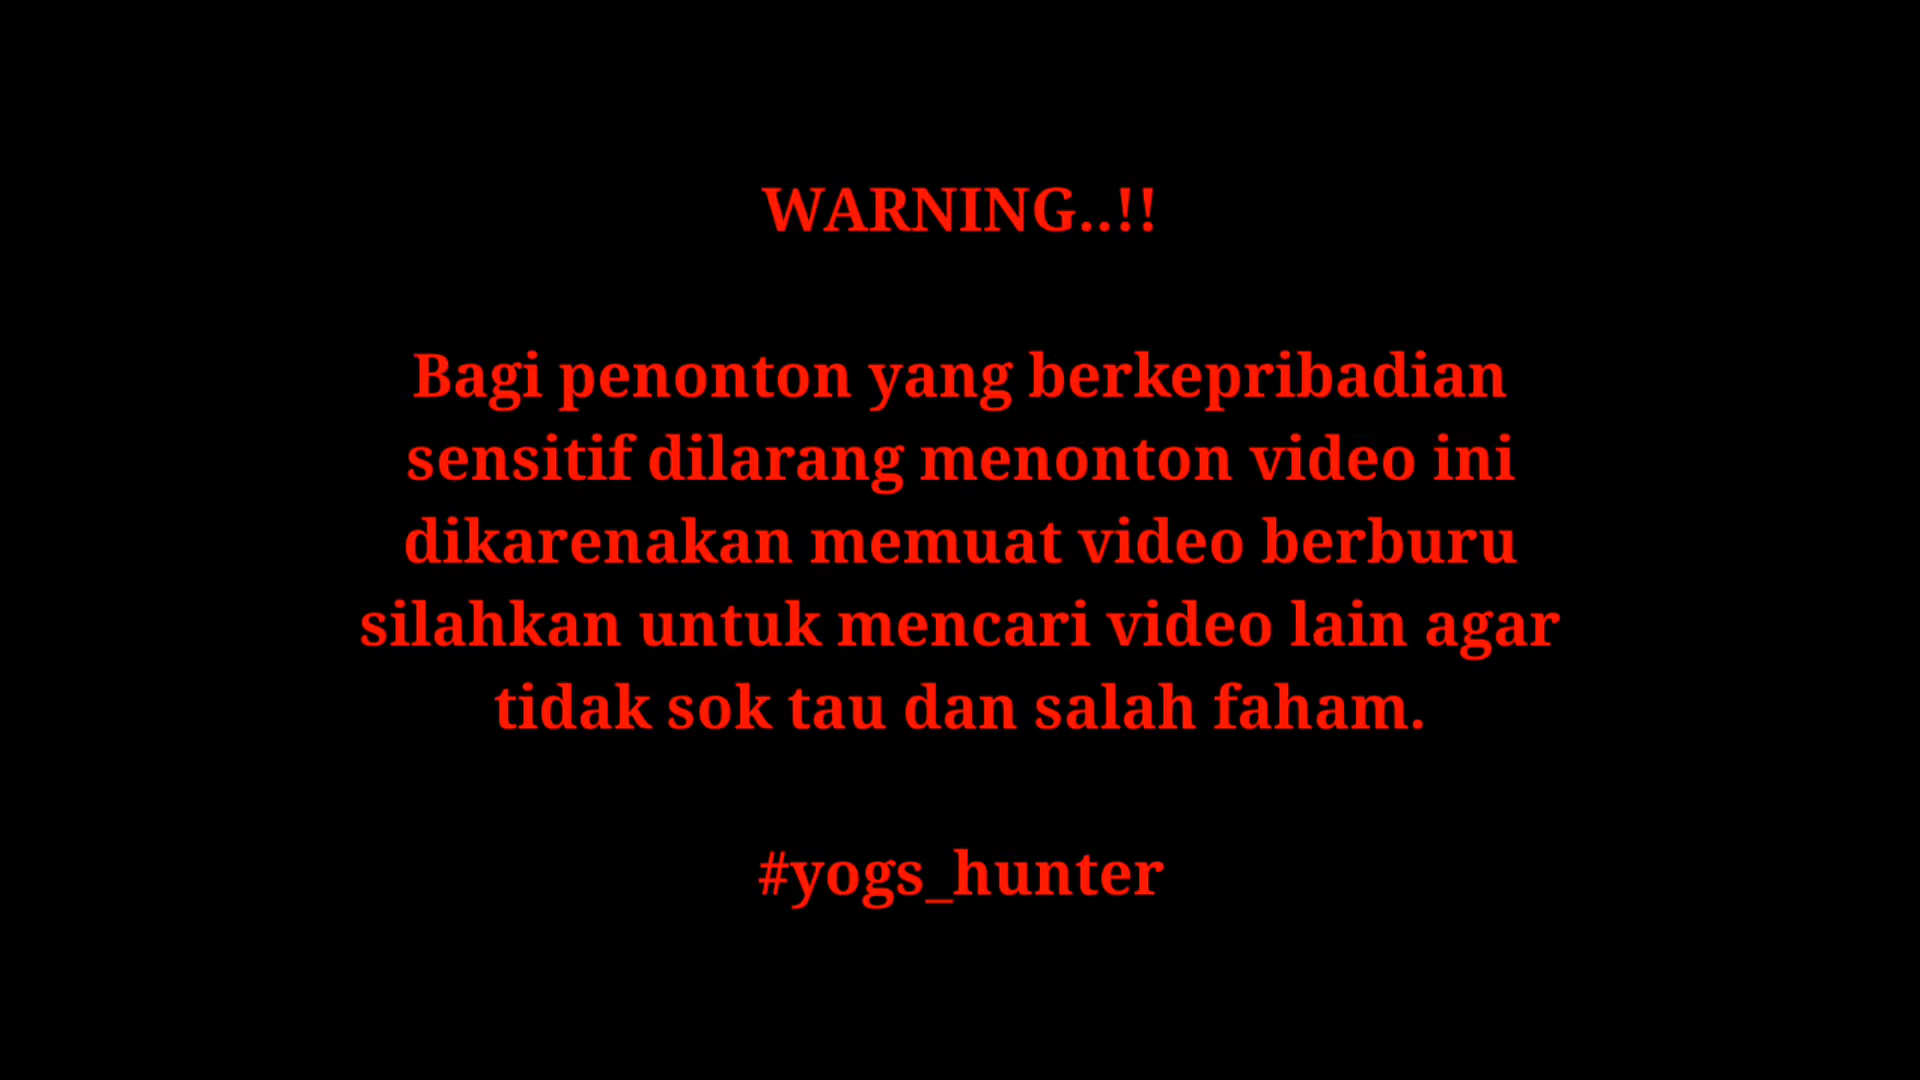 WARNING..!!
Bagi penonton yang berkepribadian
sensitif dilarang menonton video ini
dikarenakan memuat video berburu
silahkan untuk mencari video lain agar
tidak sok tau dan salah faham.
#yogs_hunter